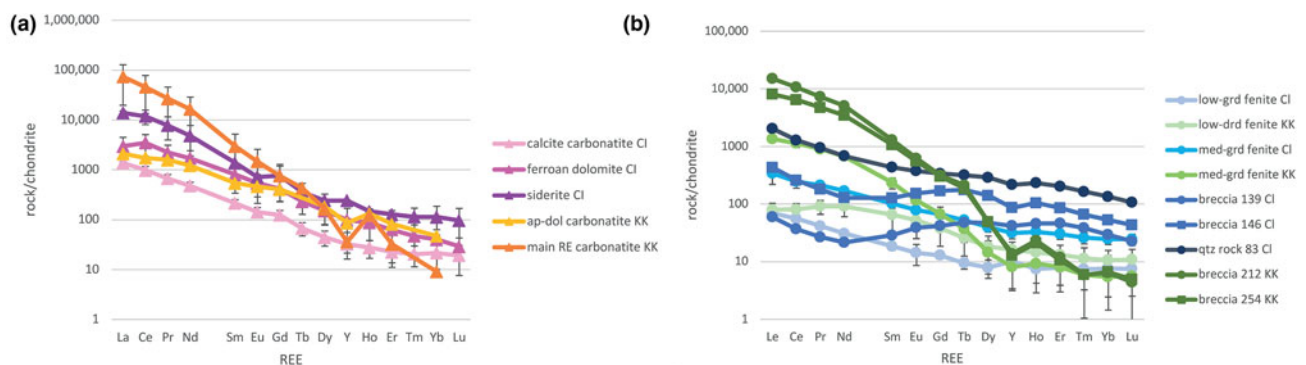 (a)
1,000,000
100,000
10,000
1000
100
10
1
rock/chondrite
La Ce Pr Nd Sm Eu Gd Tb Dy Y Ho Er Tm Yb Lu
REE
calcite carbonatite CI
ferroan dolomite CI
siderite CI
ap-dol carbonatite KK
main RE carbonatite KK
(b)
100,000
10,000
1000
100
10
1
rock/chondrite
Le Ce Pr Nd Sm Eu Gd Tb Dy Y Ho Er Tm Yb Lu
REE
low-grd fenite CI
low-drd fenite KK
med-grd fenite CI
med-grd fenite KK
breccia 139 CI
breccia 146 CI
qtz rock 83 CI
breccia 212 KK
breccia 254 KK